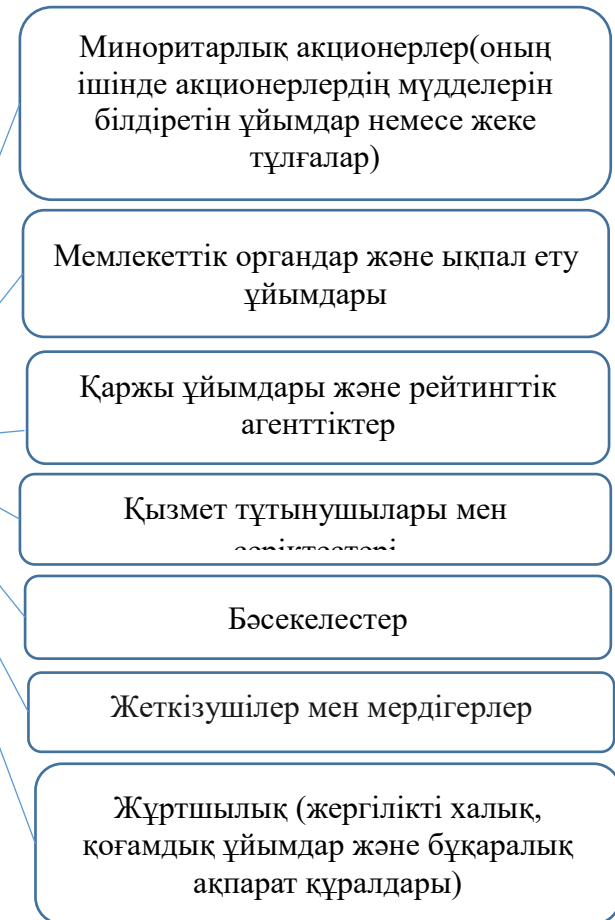 Миноритарлық акционерлер(оның
ішінде акционерлердің мүдделерін
білдіретін ұйымдар немесе жеке
тұлғалар)
Мемлекеттік органдар және ықпал ету
ұйымдары
Қаржы ұйымдары және рейтингтік
агенттіктер
Қызмет тұтынушылары мен
Бәсекелестер
Жеткізушілер мен мердігерлер
Жұртшылық (жергілікті халық,
қоғамдық ұйымдар және бұқаралық
ақпарат құралдары)